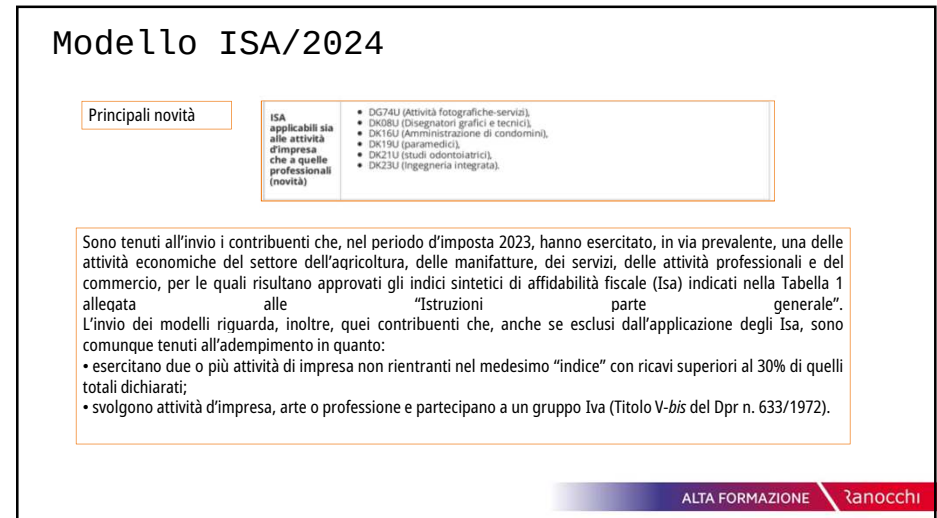 Modello ISA/2024
Principali novità
ISA
applicabili sia
alle attività
d'impresa
che a quelle
professionali
(novità)
• DG74U (Attività fotografiche-servizi),
• DK08U (Disegnatori grafici e tecnici),
• DK16U (Amministrazione di condomini),
• DK19U (paramedici),
• DK21U (studi odontoiatrici),
• DK23U (Ingegneria integrata).
Sono tenuti all’invio i contribuenti che, nel periodo d’imposta 2023, hanno esercitato, in via prevalente, una delle
attività economiche del settore dell’agricoltura, delle manifatture, dei servizi, delle attività professionali e del
commercio, per le quali risultano approvati gli indici sintetici di affidabilità fiscale (Isa) indicati nella Tabella 1
allegata alle “Istruzioni parte generale”.
L’invio dei modelli riguarda, inoltre, quei contribuenti che, anche se esclusi dall’applicazione degli Isa, sono
comunque tenuti all’adempimento in quanto:
• esercitano due o più attività di impresa non rientranti nel medesimo “indice” con ricavi superiori al 30% di quelli
totali dichiarati;
• svolgono attività d’impresa, arte o professione e partecipano a un gruppo Iva (Titolo V-bis del Dpr n. 633/1972).
ALTA FORMAZIONE Ranocchi